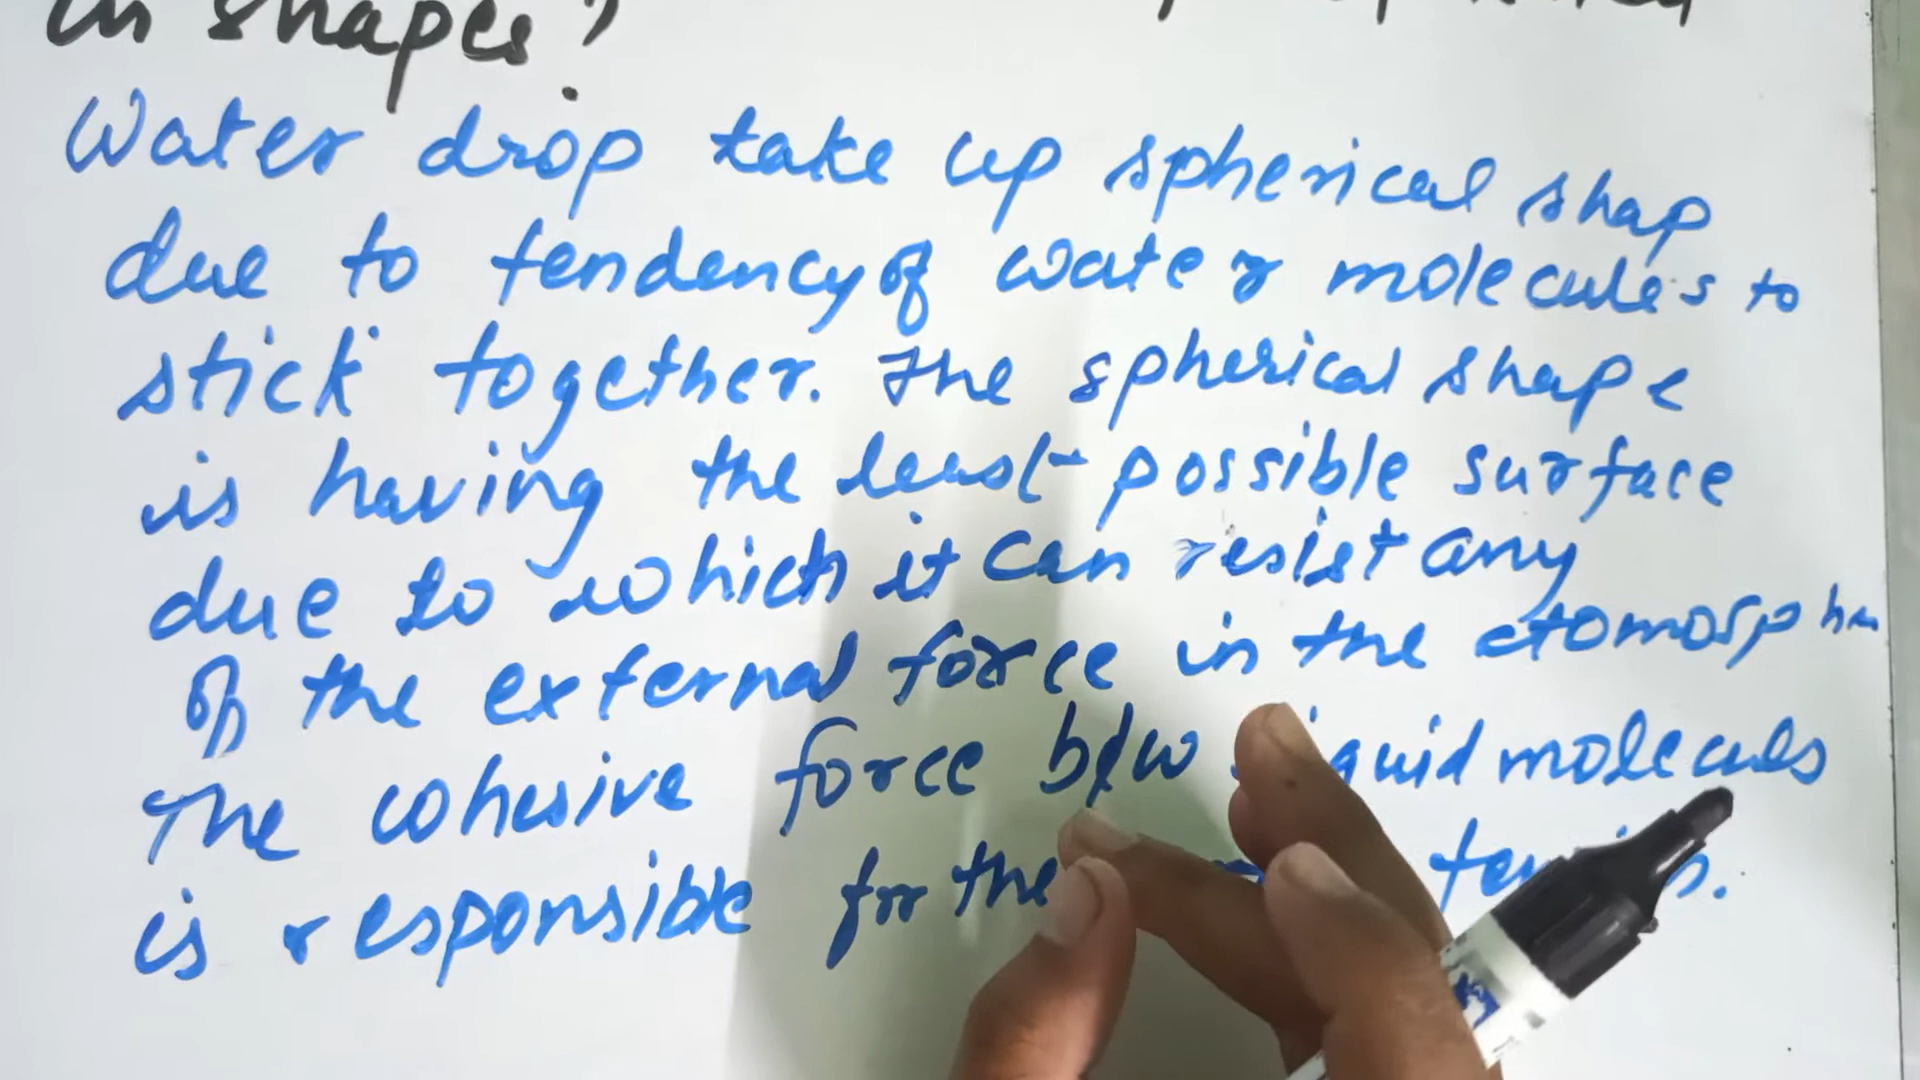 in shapes?
Water drop take up spherical shap
due to tendency of water molecules to
stick together. The spherical shape
is having the least possible surface
due to which it can resist any
of the external force in the atomosphe
The cohesive force b/w liquid molecules
is responsible for the